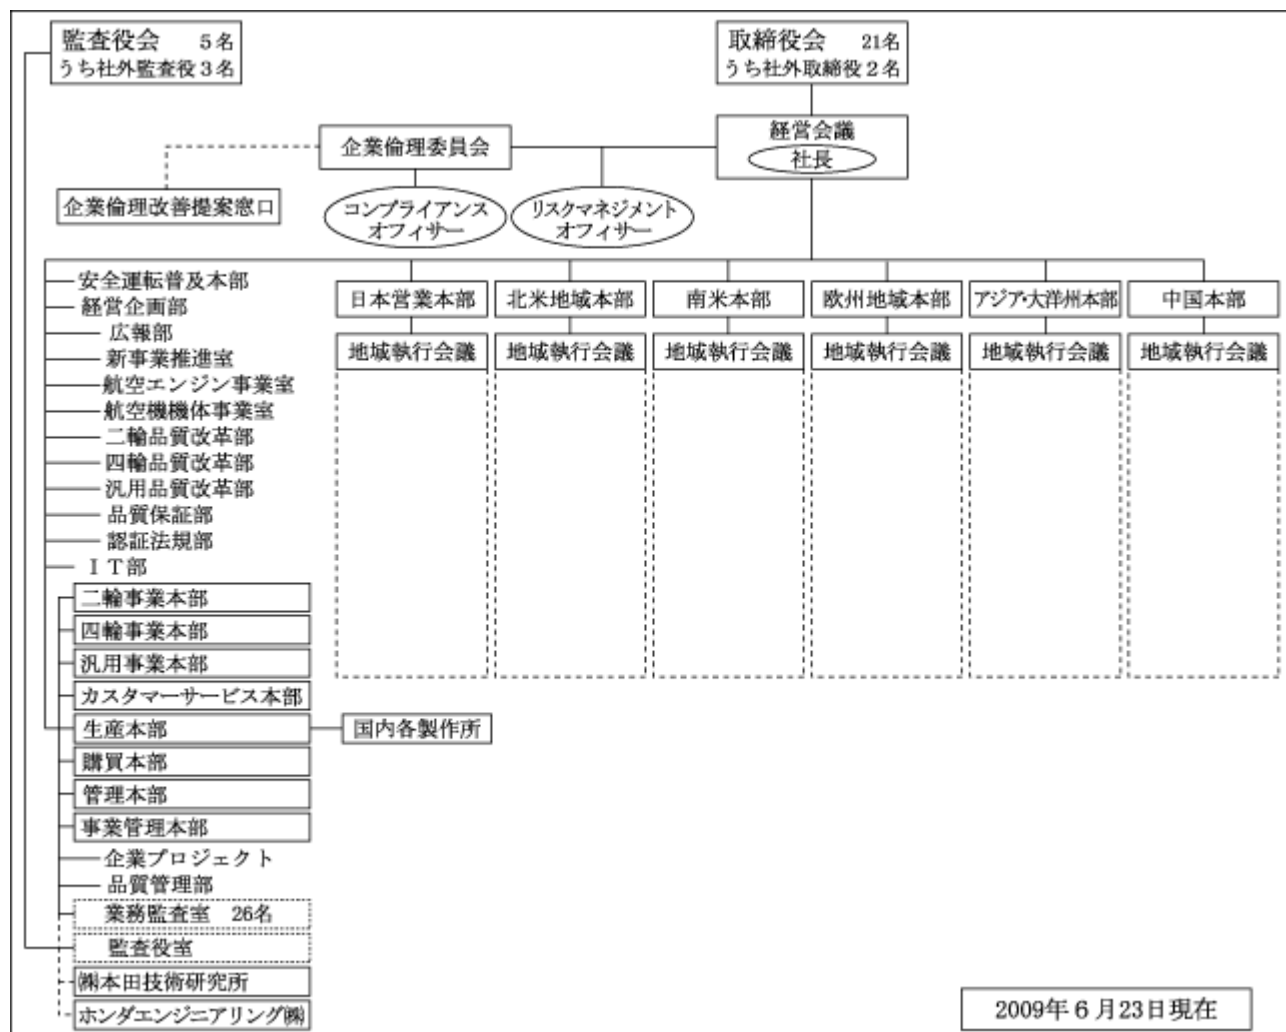 監査役会　5名
うち社外監査役3名
取締役会　21名
うち社外取締役2名
経営会議
社長
企業倫理委員会
企業倫理改善提案窓口
コンプライアンス
オフィサー
リスクマネジメント
オフィサー
安全運転普及本部
経営企画部
広報部
新事業推進室
航空エンジン事業室
航空機機体事業室
二輪品質改革部
四輪品質改革部
汎用品質改革部
品質保証部
認証法規部
ＩＴ部
日本営業本部
北米地域本部
南米本部
欧州地域本部
アジア・大洋州本部
中国本部
地域執行会議
地域執行会議
地域執行会議
地域執行会議
地域執行会議
地域執行会議
二輪事業本部
四輪事業本部
汎用事業本部
カスタマーサービス本部
生産本部
国内各製作所
購買本部
管理本部
事業管理本部
企業プロジェクト
品質管理部
業務監査室　26名
監査役室
㈱本田技術研究所
ホンダエンジニアリング㈱
2009年6月23日現在